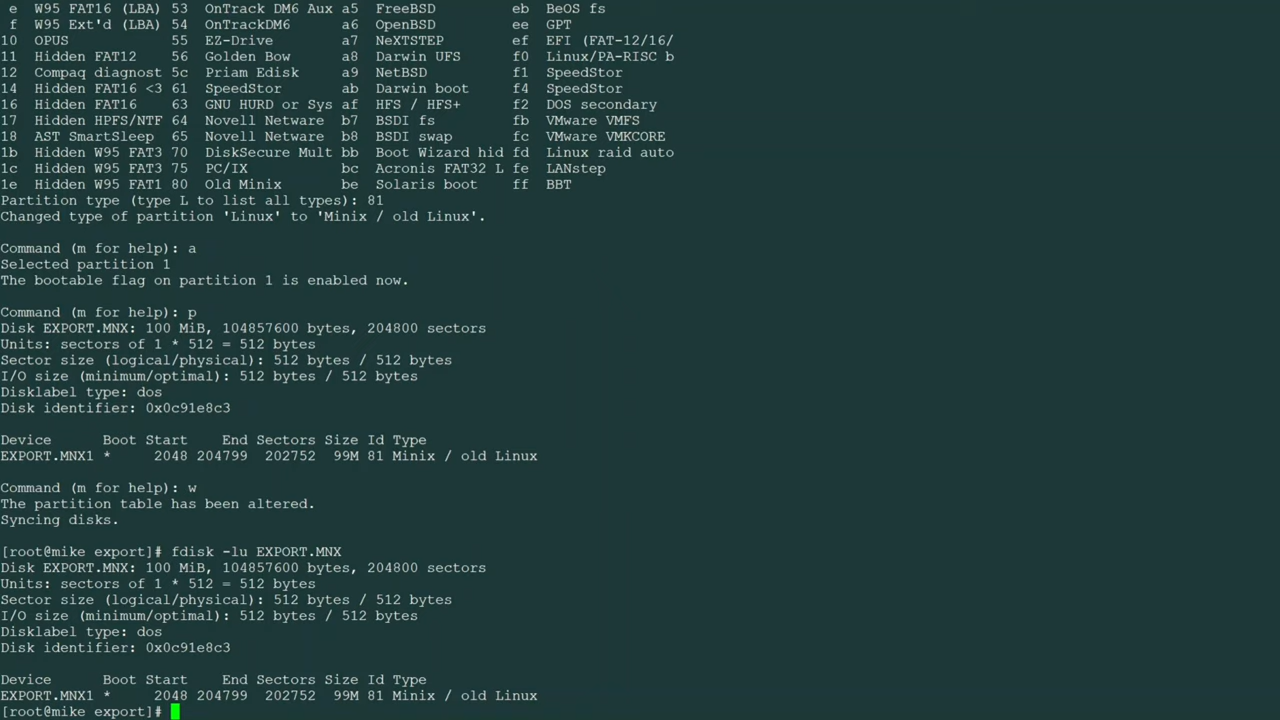 e  W95 FAT16 (LBA) 53  OnTrack DM6 Aux a5  FreeBSD         eb  BeOS fs
f  W95 Ext'd (LBA) 54  OnTrackDM6      a6  OpenBSD         ee  GPT
10  OPUS            55  EZ-Drive        a7  NeXTSTEP        ef  EFI (FAT-12/16/
11  Hidden FAT12    56  Golden Bow      a8  Darwin UFS      f0  Linux/PA-RISC b
12  Compaq diagnost 5c  Priam Edisk     a9  NetBSD          f1  SpeedStor
14  Hidden FAT16 <3 61  SpeedStor       ab  Darwin boot     f4  SpeedStor
16  Hidden FAT16    63  GNU HURD or Sys af  HFS / HFS+      f2  DOS secondary
17  Hidden HPFS/NTF 64  Novell Netware  b7  BSDI fs         fb  VMware VMFS
18  AST SmartSleep  65  Novell Netware  b8  BSDI swap       fc  VMware VMKCORE
1b  Hidden W95 FAT3 70  DiskSecure Mult bb  Boot Wizard hid fd  Linux raid auto
1c  Hidden W95 FAT3 75  PC/IX           bc  Acronis FAT32 L fe  LANstep
1e  Hidden W95 FAT1 80  Old Minix       be  Solaris boot    ff  BBT
Partition type (type L to list all types): 81
Changed type of partition 'Linux' to 'Minix / old Linux'.
Command (m for help): a
Selected partition 1
The bootable flag on partition 1 is enabled now.
Command (m for help): p
Disk EXPORT.MNX: 100 MiB, 104857600 bytes, 204800 sectors
Units: sectors of 1 * 512 = 512 bytes
Sector size (logical/physical): 512 bytes / 512 bytes
I/O size (minimum/optimal): 512 bytes / 512 bytes
Disklabel type: dos
Disk identifier: 0x0c91e8c3
Device      Boot Start    End Sectors Size Id Type
EXPORT.MNX1 *     2048 204799  202752  99M 81 Minix / old Linux
Command (m for help): w
The partition table has been altered.
Syncing disks.
[root@mike export]# fdisk -lu EXPORT.MNX
Disk EXPORT.MNX: 100 MiB, 104857600 bytes, 204800 sectors
Units: sectors of 1 * 512 = 512 bytes
Sector size (logical/physical): 512 bytes / 512 bytes
I/O size (minimum/optimal): 512 bytes / 512 bytes
Disklabel type: dos
Disk identifier: 0x0c91e8c3
Device      Boot Start    End Sectors Size Id Type
EXPORT.MNX1 *     2048 204799  202752  99M 81 Minix / old Linux
[root@mike export]#